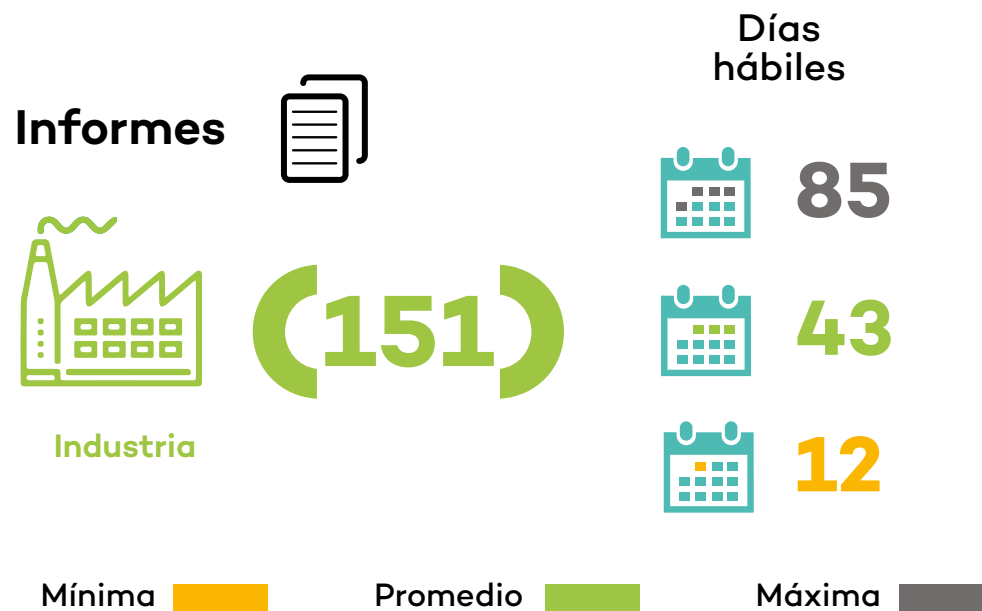 Días
hábiles
Informes
85
151
43
Industria
12
Mínima
Promedio
Máxima